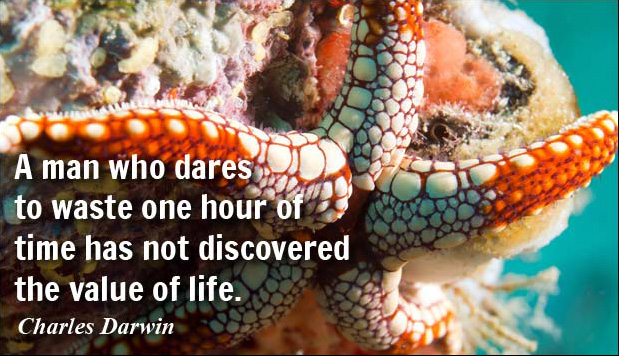 A man who dares
to waste one hour of
time has not discovered
the value of life.
Charles Darwin